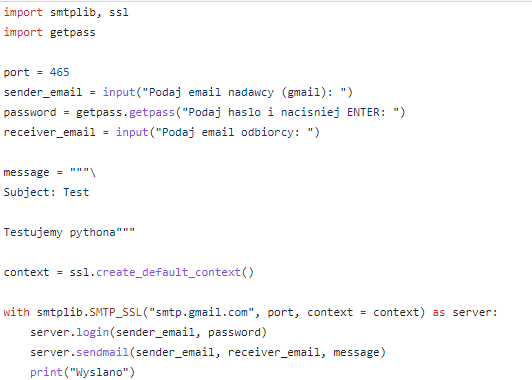 import smtplib, ssl
import getpass

port = 465
sender_email = input("Podaj email nadawcy (gmail): ")
password = getpass.getpass("Podaj haslo i nacisniej ENTER: ")
receiver_email = input("Podaj email odbiorcy: ")

message = """\
Subject: Test

Testujemy pythona"""

context = ssl.create_default_context()

with smtplib.SMTP_SSL("smtp.gmail.com", port, context = context) as server:
    server.login(sender_email, password)
    server.sendmail(sender_email, receiver_email, message)
    print("Wyslano")